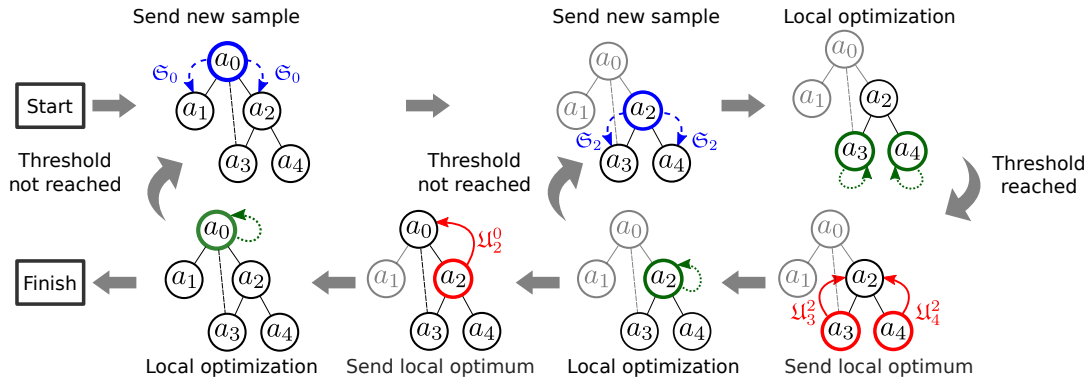 Send new sample
Send new sample
Local optimization
a₀
𝔖₀
𝔖₀
a₁
a₂
a₃
a₄
a₀
a₁
a₂
𝔖₂
𝔖₂
a₃
a₄
a₀
a₁
a₂
a₃
a₄
Start
Threshold
not reached
Threshold
not reached
Threshold
reached
a₀
a₁
a₂
a₃
a₄
a₀
𝔘₂⁰
a₁
a₂
a₃
a₄
a₀
a₁
a₂
a₃
a₄
a₀
a₁
a₂
𝔘₃²
𝔘₄²
a₃
a₄
Finish
Local optimization
Send local optimum
Local optimization
Send local optimum